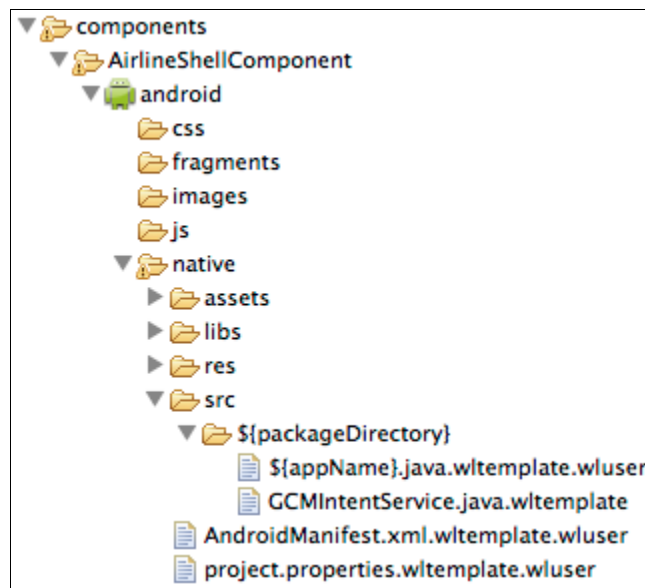 components
AirlineShellComponent
android
css
fragments
images
js
native
assets
libs
res
src
${packageDirectory}
${appName}.java.wltemplate.wluser
GCMIntentService.java.wltemplate
AndroidManifest.xml.wltemplate.wluser
project.properties.wltemplate.wluser